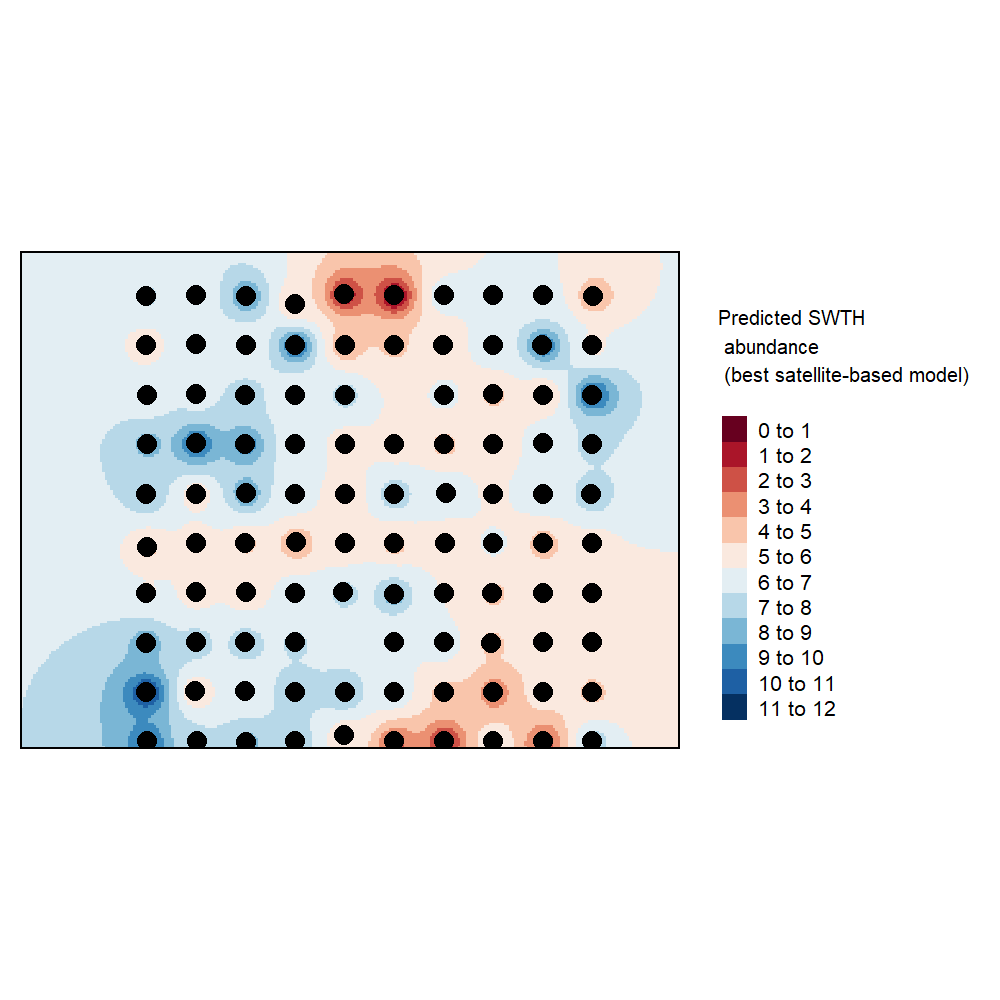 Predicted SWTH
abundance
(best satellite-based model)
0 to 1
1 to 2
2 to 3
3 to 4
4 to 5
5 to 6
6 to 7
7 to 8
8 to 9
9 to 10
10 to 11
11 to 12